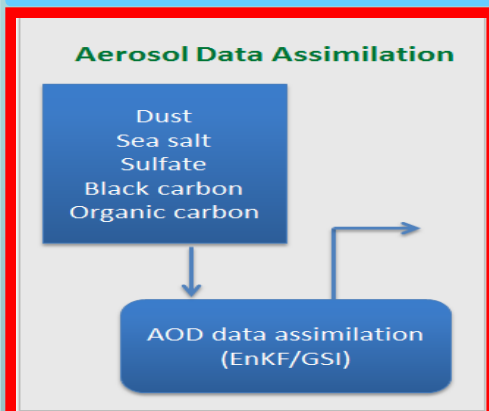 Aerosol Data Assimilation
Dust
Sea salt
Sulfate
Black carbon
Organic carbon
AOD data assimilation
(EnKF/GSI)